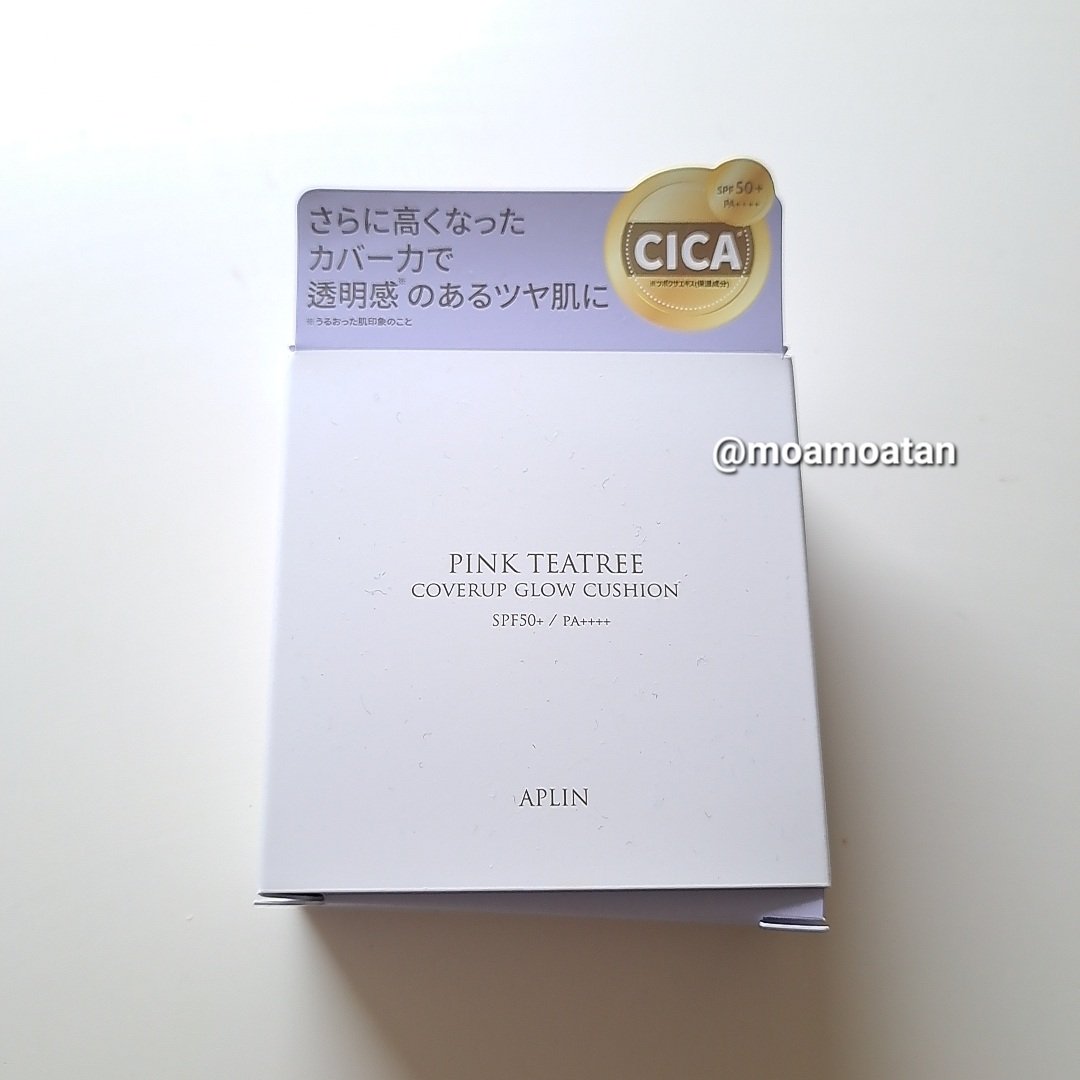 さらに高くなった
カバー力で
透明感※のあるツヤ肌に
※うるおった肌印象のこと
SPF50+
PA++++
CICA※
※ツボクサエキス(保湿成分)
@moamoatan
PINK TEATREE
COVERUP GLOW CUSHION
SPF50+ / PA++++
APLIN